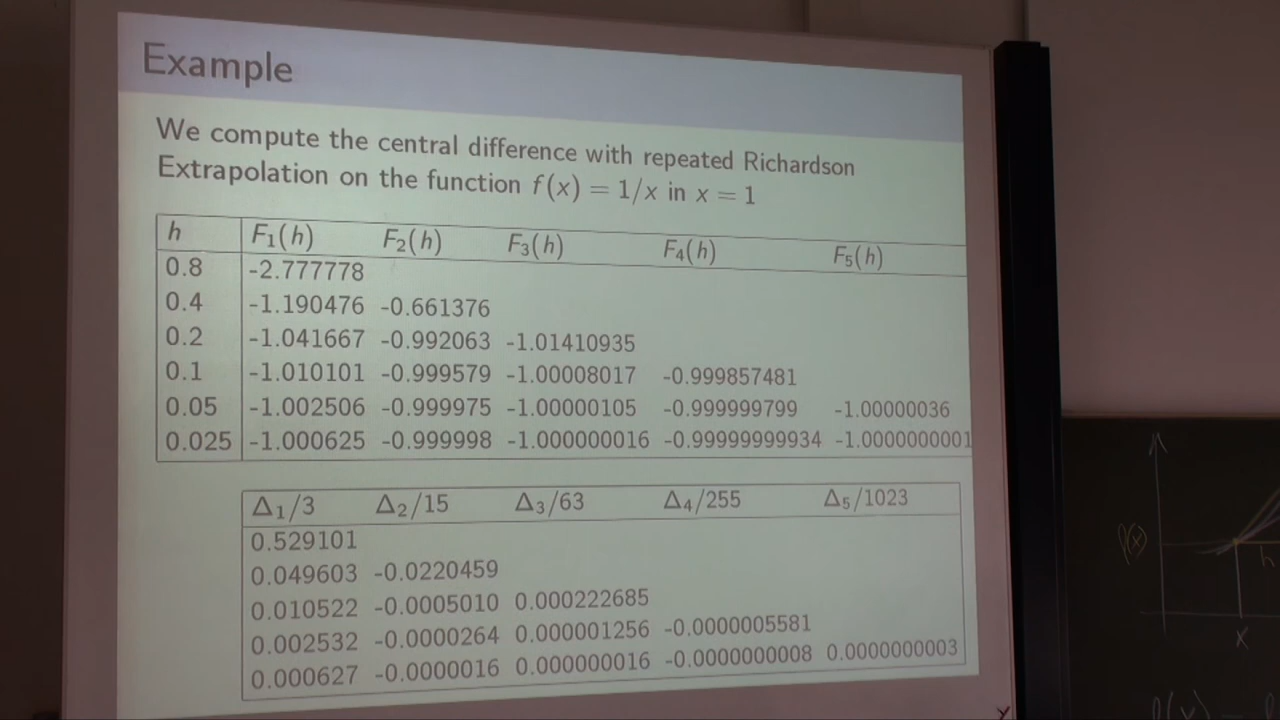 Example
We compute the central difference with repeated Richardson
Extrapolation on the function f(x) = 1/x in x = 1
h F₁(h) F₂(h) F₃(h) F₄(h) F₅(h)
0.8 -2.777778
0.4 -1.190476 -0.661376
0.2 -1.041667 -0.992063 -1.01410935
0.1 -1.010101 -0.999579 -1.00008017 -0.999857481
0.05 -1.002506 -0.999975 -1.00000105 -0.999999799 -1.00000036
0.025 -1.000625 -0.999998 -1.000000016 -0.99999999934 -1.0000000001
Δ₁/3 Δ₂/15 Δ₃/63 Δ₄/255 Δ₅/1023
0.529101
0.049603 -0.0220459
0.010522 -0.0005010 0.000222685
0.002532 -0.0000264 0.000001256 -0.0000005581
0.000627 -0.0000016 0.000000016 -0.0000000008 0.0000000003
f(x)
h
x